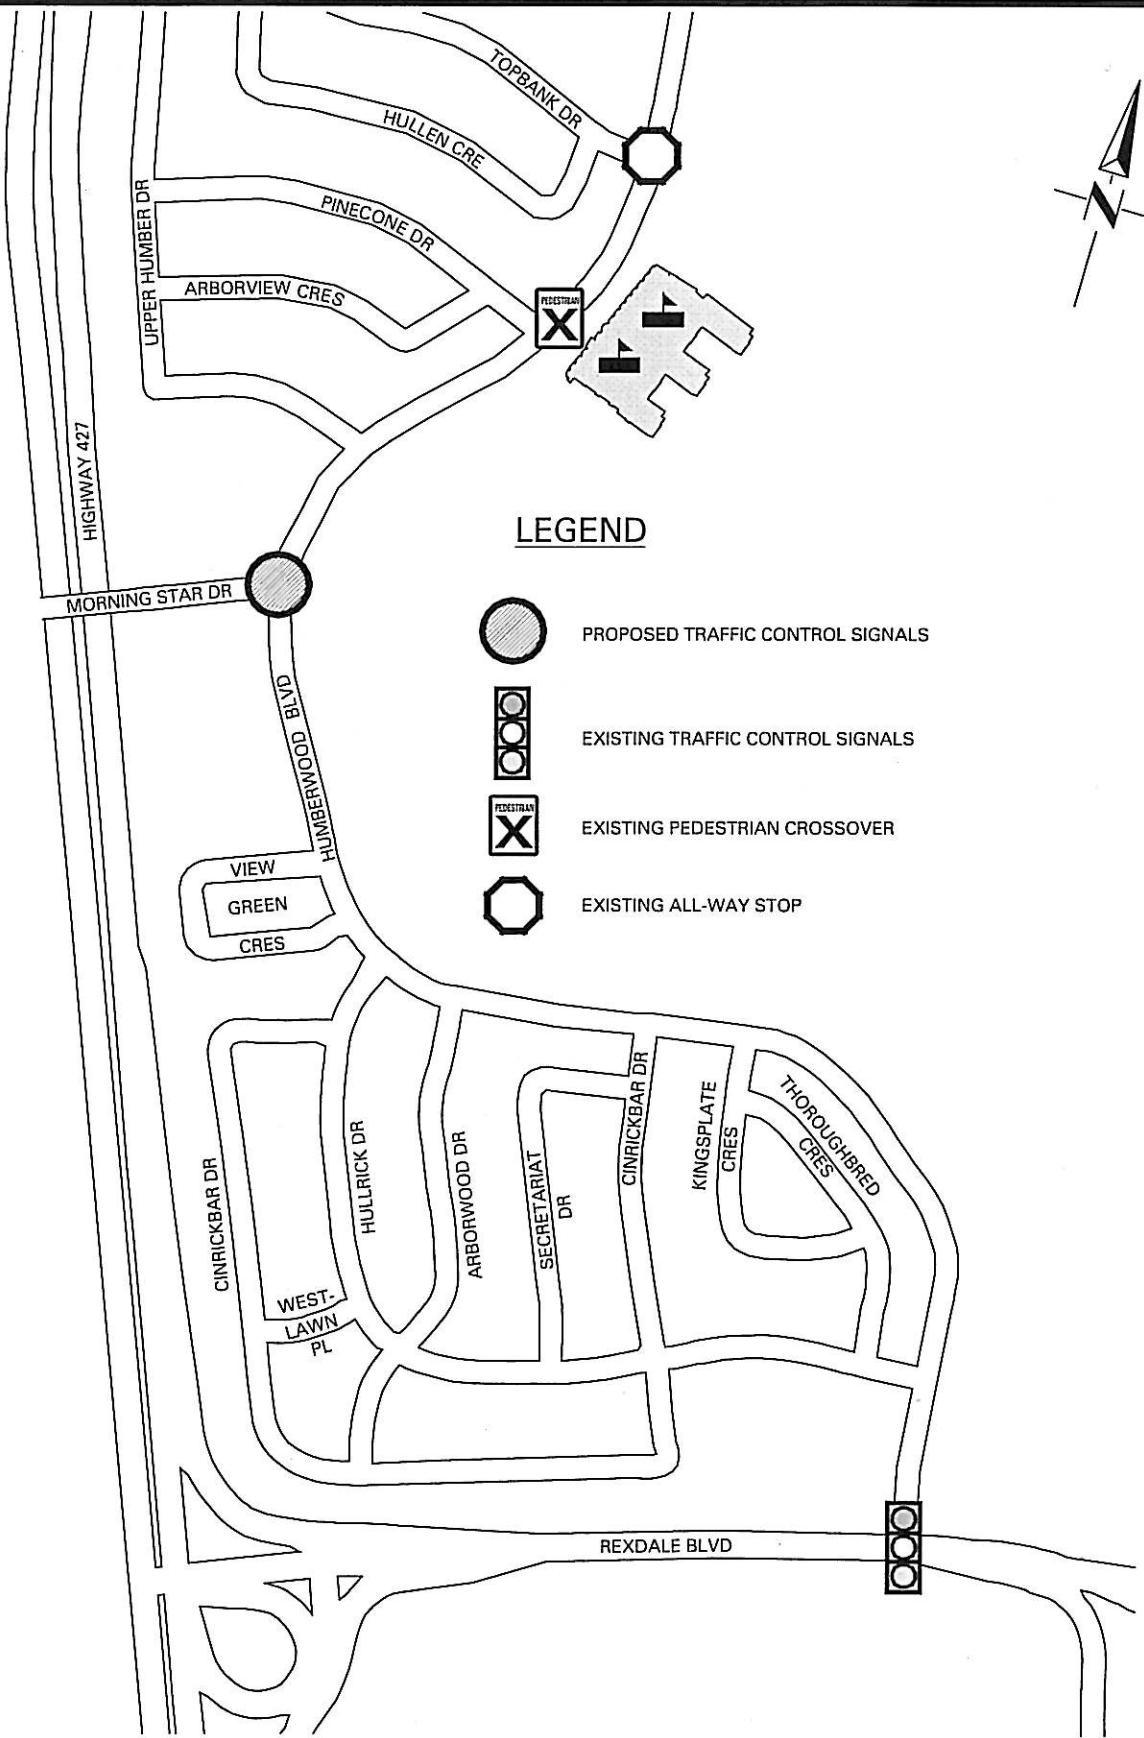 TOPBANK DR
HULLEN CRE
PINECONE DR
UPPER HUMBER DR
ARBORVIEW CRES
PEDESTRIAN
X
N
HIGHWAY 427
MORNING STAR DR
LEGEND
PROPOSED TRAFFIC CONTROL SIGNALS
EXISTING TRAFFIC CONTROL SIGNALS
PEDESTRIAN
X
EXISTING PEDESTRIAN CROSSOVER
EXISTING ALL-WAY STOP
HUMBERWOOD BLVD
VIEW
GREEN
CRES
CINRICKBAR DR
HULLRICK DR
ARBORWOOD DR
SECRETARIAT
DR
CINRICKBAR DR
KINGSPLATE
CRES
THOROUGHBRED
CRES
WEST-
LAWN
PL
REXDALE BLVD